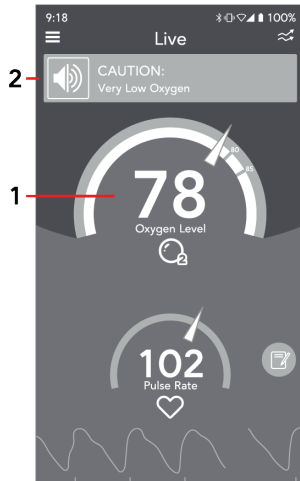 9:18 100%
Live
2
CAUTION:
Very Low Oxygen
80
85
1
78
Oxygen Level
2
102
Pulse Rate